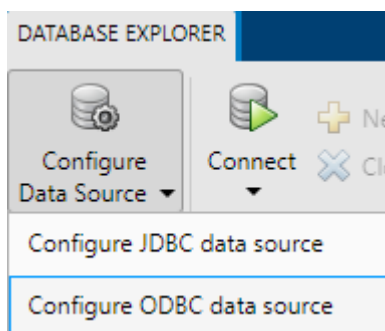 DATABASE EXPLORER
Configure
Data Source
Connect
Configure JDBC data source
Configure ODBC data source